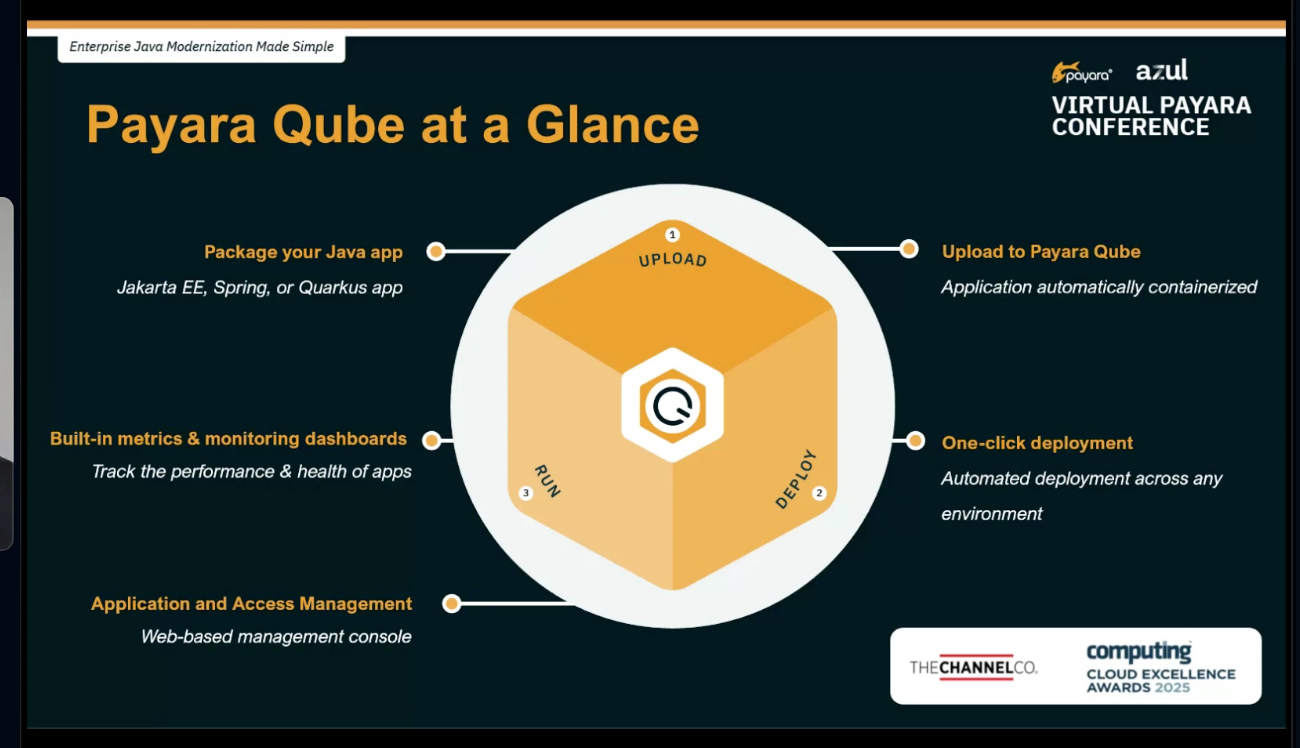 Enterprise Java Modernization Made Simple
payara®
azul
VIRTUAL PAYARA
CONFERENCE
Payara Qube at a Glance
Package your Java app
Jakarta EE, Spring, or Quarkus app
1
UPLOAD
Upload to Payara Qube
Application automatically containerized
Built-in metrics & monitoring dashboards
Track the performance & health of apps
3
RUN
DEPLOY
2
One-click deployment
Automated deployment across any
environment
Application and Access Management
Web-based management console
THECHANNELCO.
computing
CLOUD EXCELLENCE
AWARDS 2025